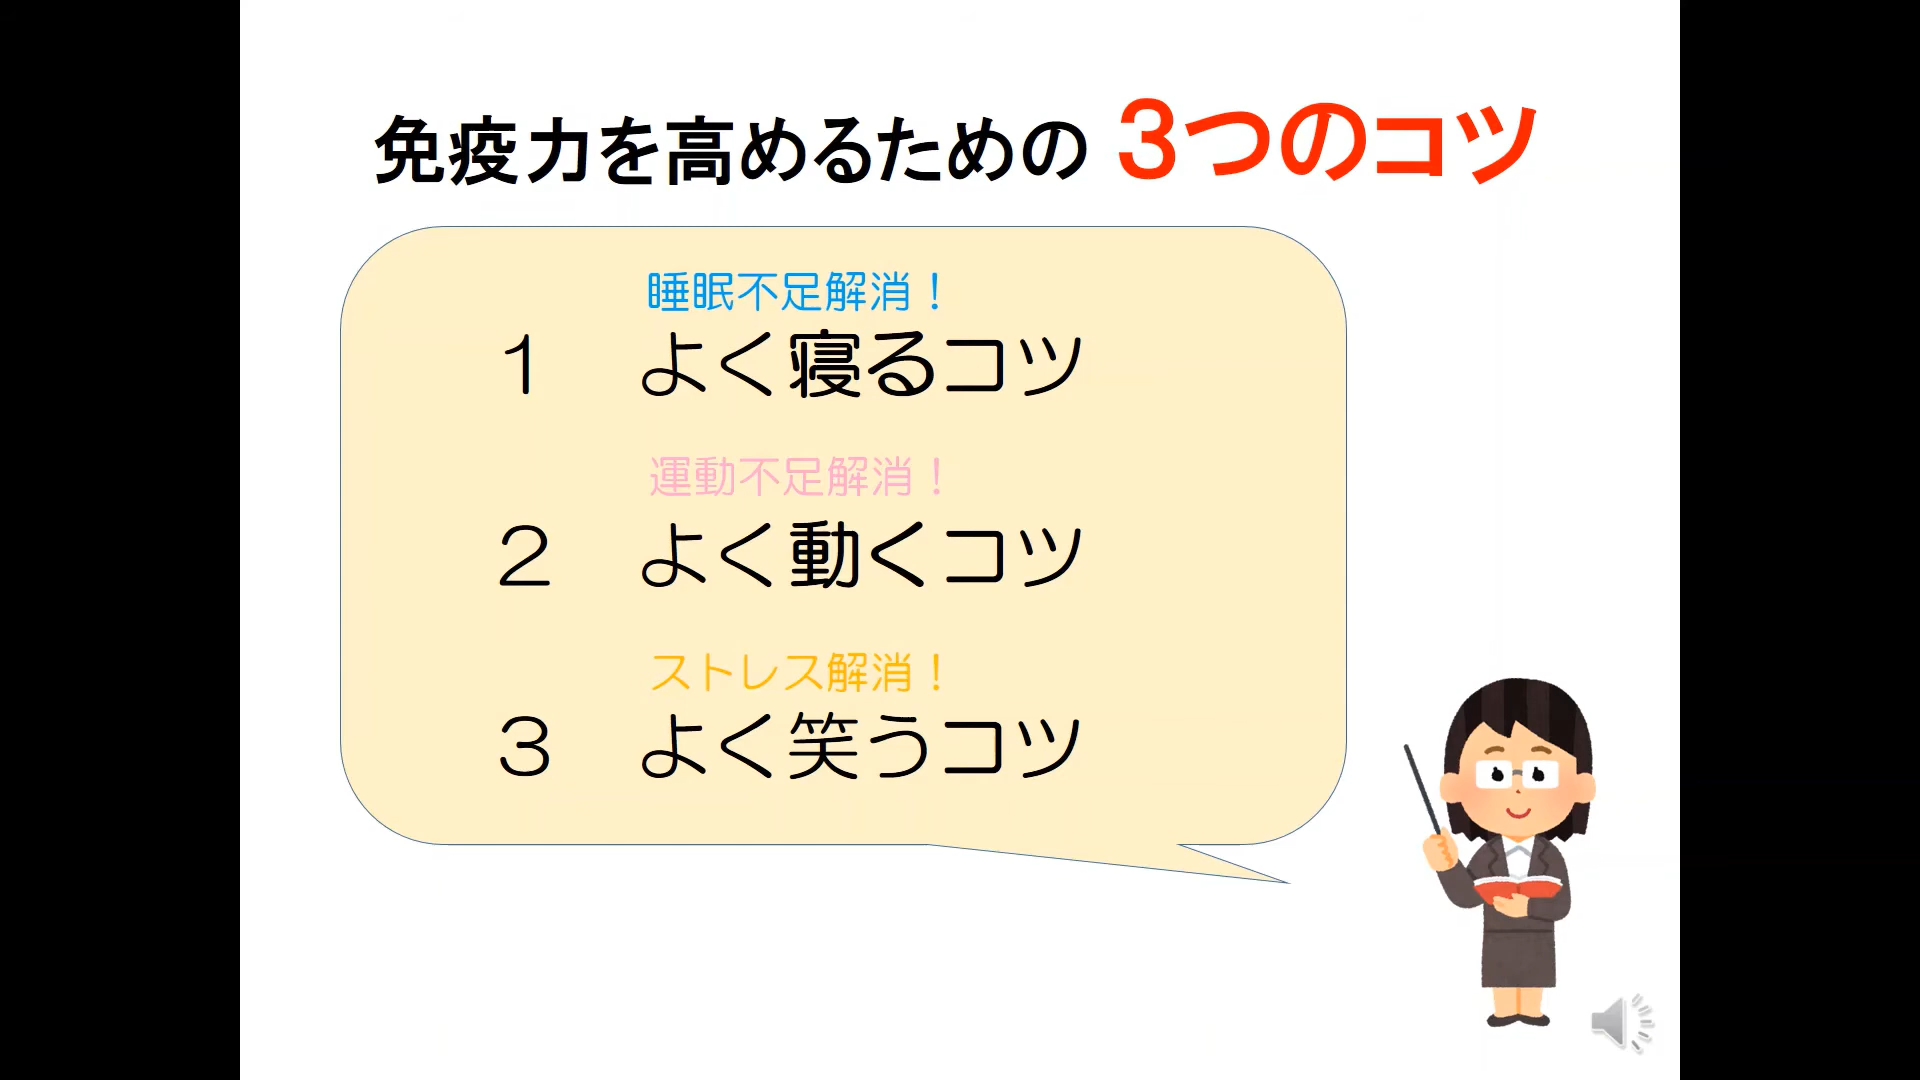 免疫力を高めるための ３つのコツ
睡眠不足解消！
１　よく寝るコツ
運動不足解消！
２　よく動くコツ
ストレス解消！
３　よく笑うコツ